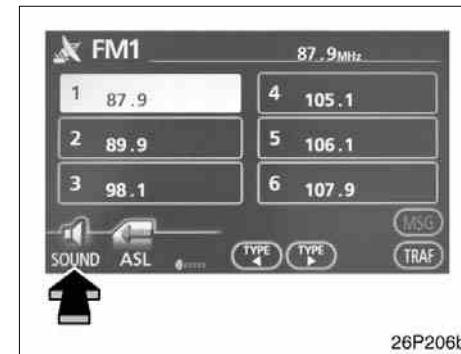 FM1 87.9MHz
1 87.9
4 105.1
2 89.9
5 106.1
3 98.1
6 107.9
MSG
SOUND ASL TYPE TYPE TRAF
26P206b